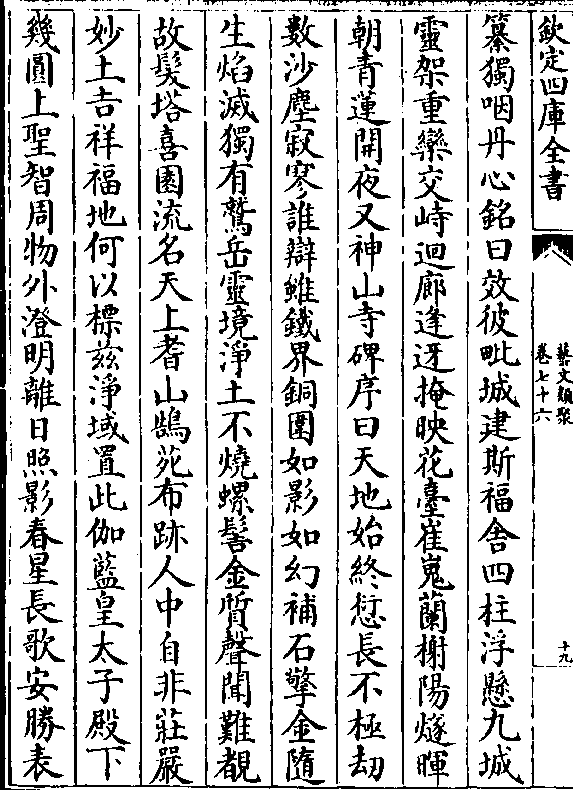 欽定四庫全書
藝文類聚
卷七十六
十九
纂獨咽丹心銘曰效彼毗城建斯福舍四柱浮懸九城
靈架重欒交峙迴廊逢迓掩映花臺崔嵬蘭榭陽燧暉
朝青蓮開夜又神山寺碑序曰天地始終愆長不極劫
數沙塵寂寥誰辯雖鐵界銅圍如影如幻補石擎金隨
生焰滅獨有鷲岳靈境淨土不燒螺髻金質聲聞難覩
故髮塔喜園流名天上耆山鵠苑布跡人中自非莊嚴
妙土吉祥福地何以標茲淨域置此伽藍皇太子殿下
幾圓上聖智周物外澄明離日照影春星長歌安勝表